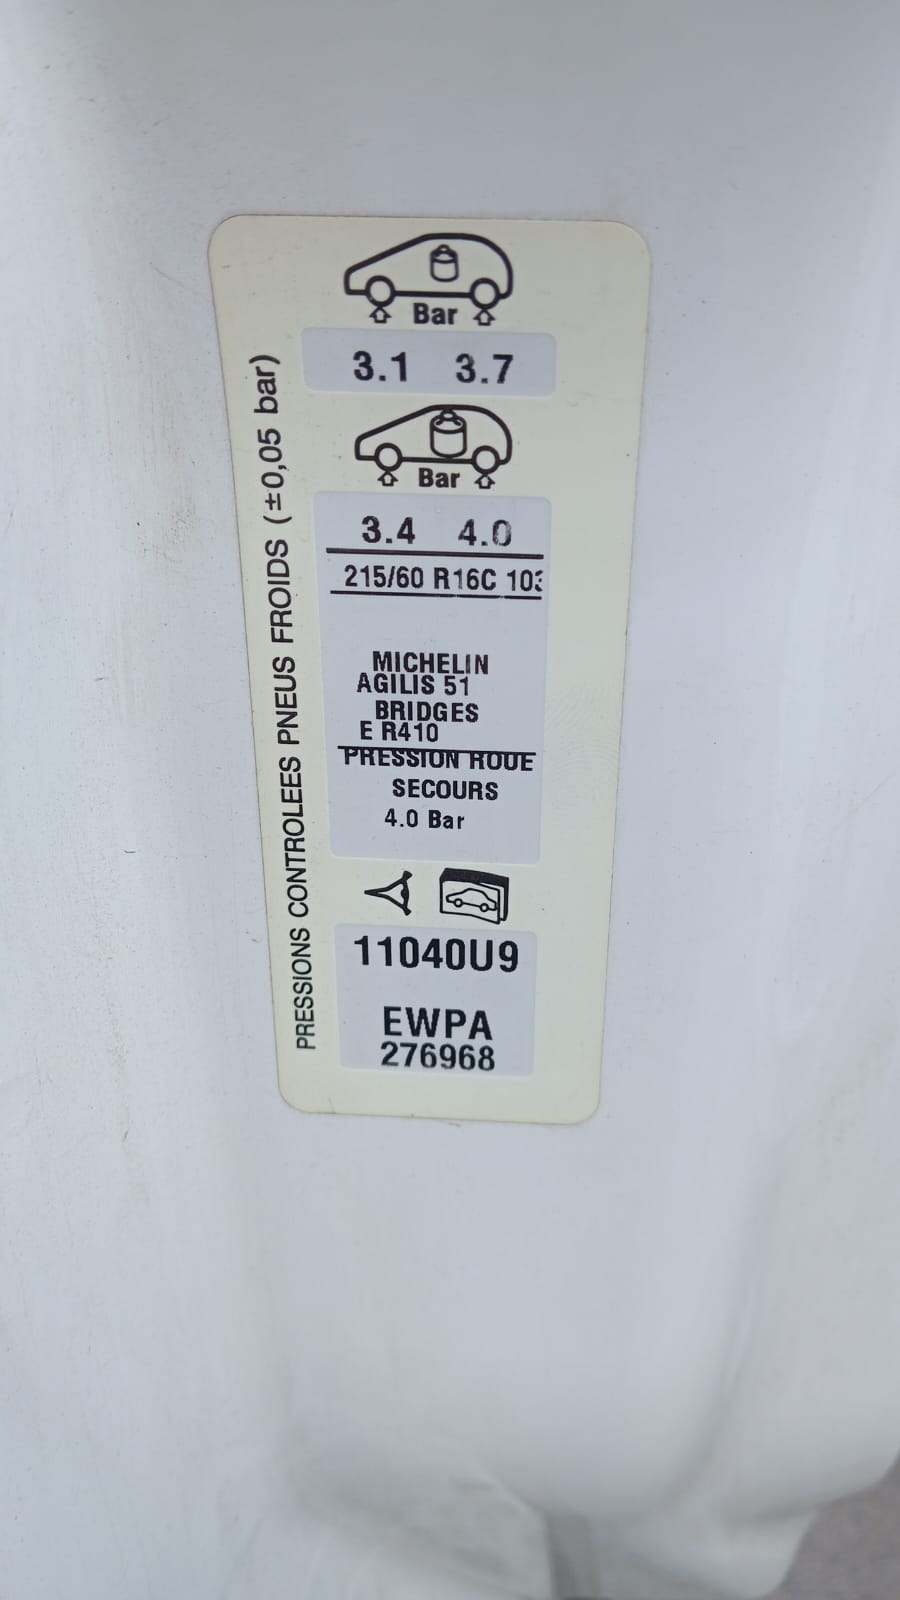 PRESSIONS CONTROLEES PNEUS FROIDS (±0,05 bar)
Bar
3.1 3.7
Bar
3.4 4.0
215/60 R16C 103
MICHELIN
AGILIS 51
BRIDGES
E R410
PRESSION ROUE
SECOURS
4.0 Bar
11040U9
EWPA
276968